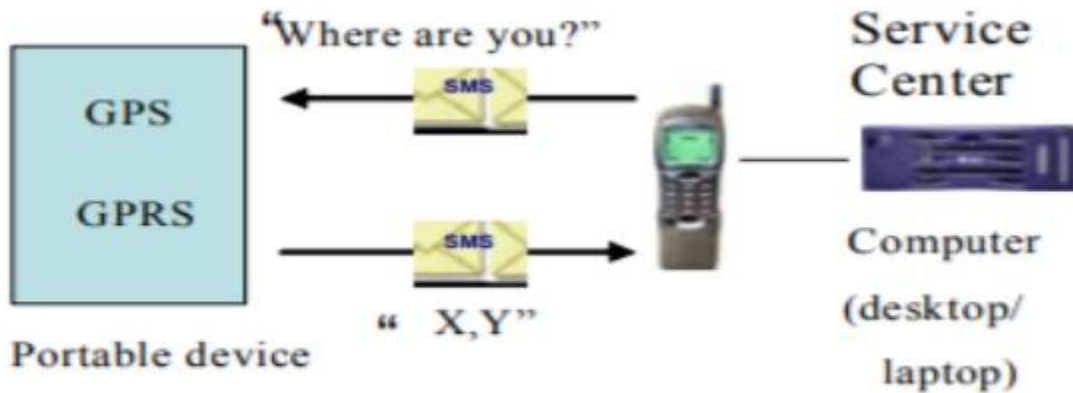 “Where are you?”
SMS
GPS
GPRS
SMS
“ X,Y”
Portable device
Service
Center
Computer
(desktop/
laptop)